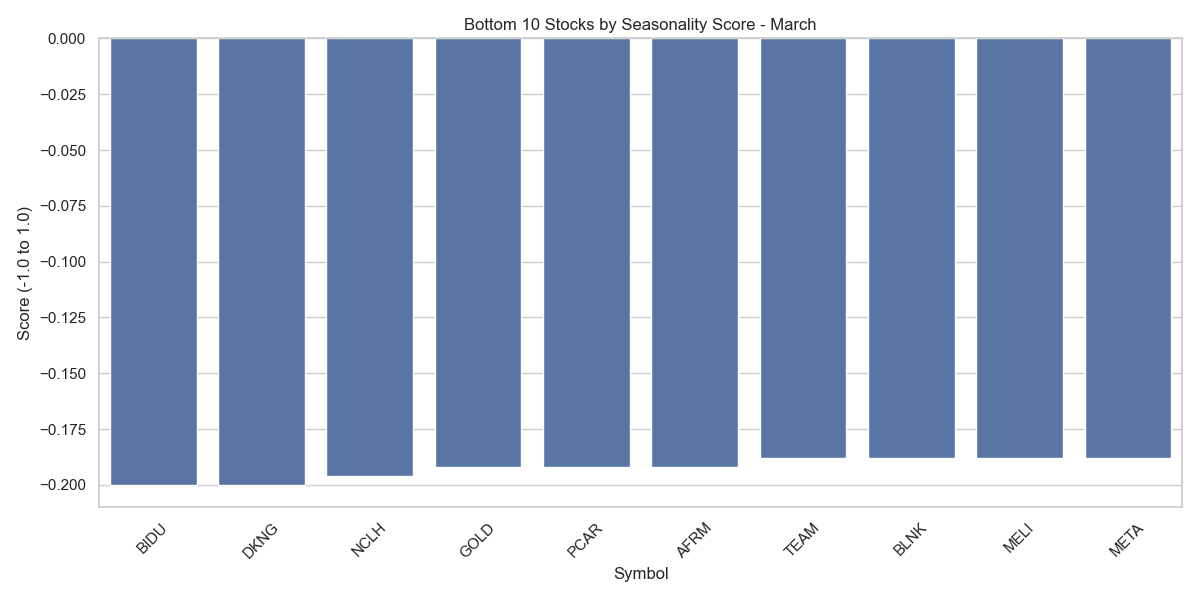 Bottom 10 Stocks by Seasonality Score - March
Score (-1.0 to 1.0)
0.000
−0.025
−0.050
−0.075
−0.100
−0.125
−0.150
−0.175
−0.200
BIDU
DKNG
NCLH
GOLD
PCAR
AFRM
TEAM
BLNK
MELI
META
Symbol